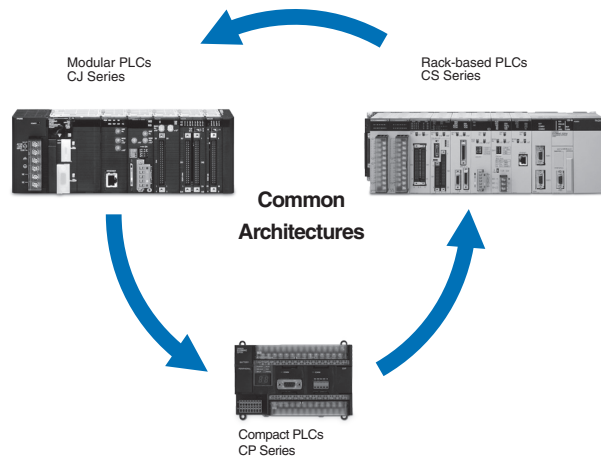 Modular PLCs
CJ Series
Rack-based PLCs
CS Series
Common
Architectures
Compact PLCs
CP Series